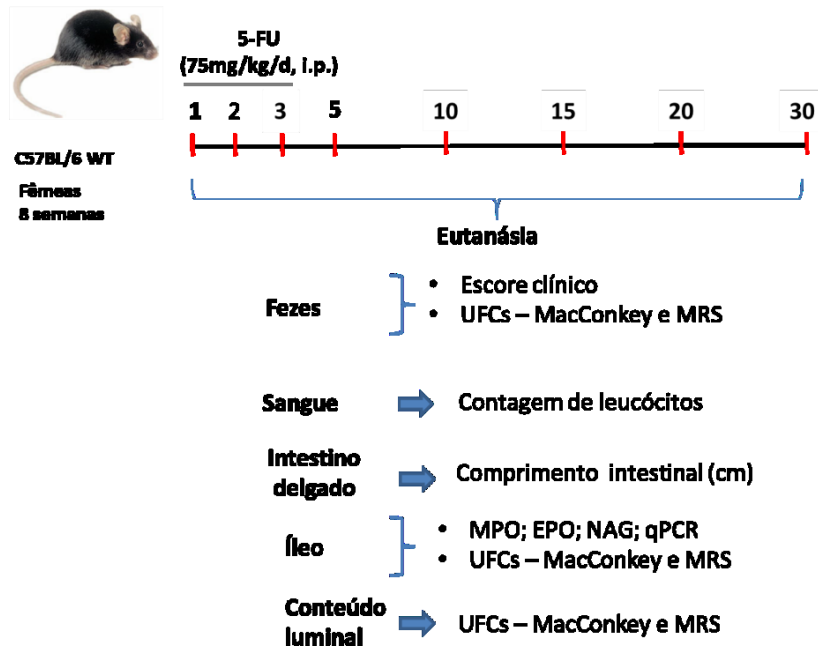 5-FU
(75mg/kg/d, i.p.)
1 2 3 5 10 15 20 30
C57BL/6 WT
Fêmeas
8 semanas
Eutanásia
Fezes
• Escore clínico
• UFCs – MacConkey e MRS
Sangue
Contagem de leucócitos
Intestino
delgado
Comprimento intestinal (cm)
Íleo
• MPO; EPO; NAG; qPCR
• UFCs – MacConkey e MRS
Conteúdo
luminal
UFCs – MacConkey e MRS